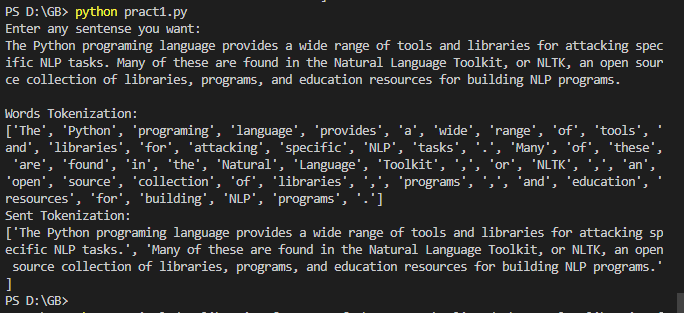 PS D:\GB> python pract1.py
Enter any sentence you want:
The Python programing language provides a wide range of tools and libraries for attacking spec
ific NLP tasks. Many of these are found in the Natural Language Toolkit, or NLTK, an open sour
ce collection of libraries, programs, and education resources for building NLP programs.
Words Tokenization:
['The', 'Python', 'programing', 'language', 'provides', 'a', 'wide', 'range', 'of', 'tools', '
and', 'libraries', 'for', 'attacking', 'specific', 'NLP', 'tasks', '.', 'Many', 'of', 'these',
 'are', 'found', 'in', 'the', 'Natural', 'Language', 'Toolkit', ',', 'or', 'NLTK', ',', 'an',
'open', 'source', 'collection', 'of', 'libraries', ',', 'programs', ',', 'and', 'education', '
resources', 'for', 'building', 'NLP', 'programs', '.']
Sent Tokenization:
['The Python programing language provides a wide range of tools and libraries for attacking sp
ecific NLP tasks.', 'Many of these are found in the Natural Language Toolkit, or NLTK, an open
 source collection of libraries, programs, and education resources for building NLP programs.'
]
PS D:\GB>